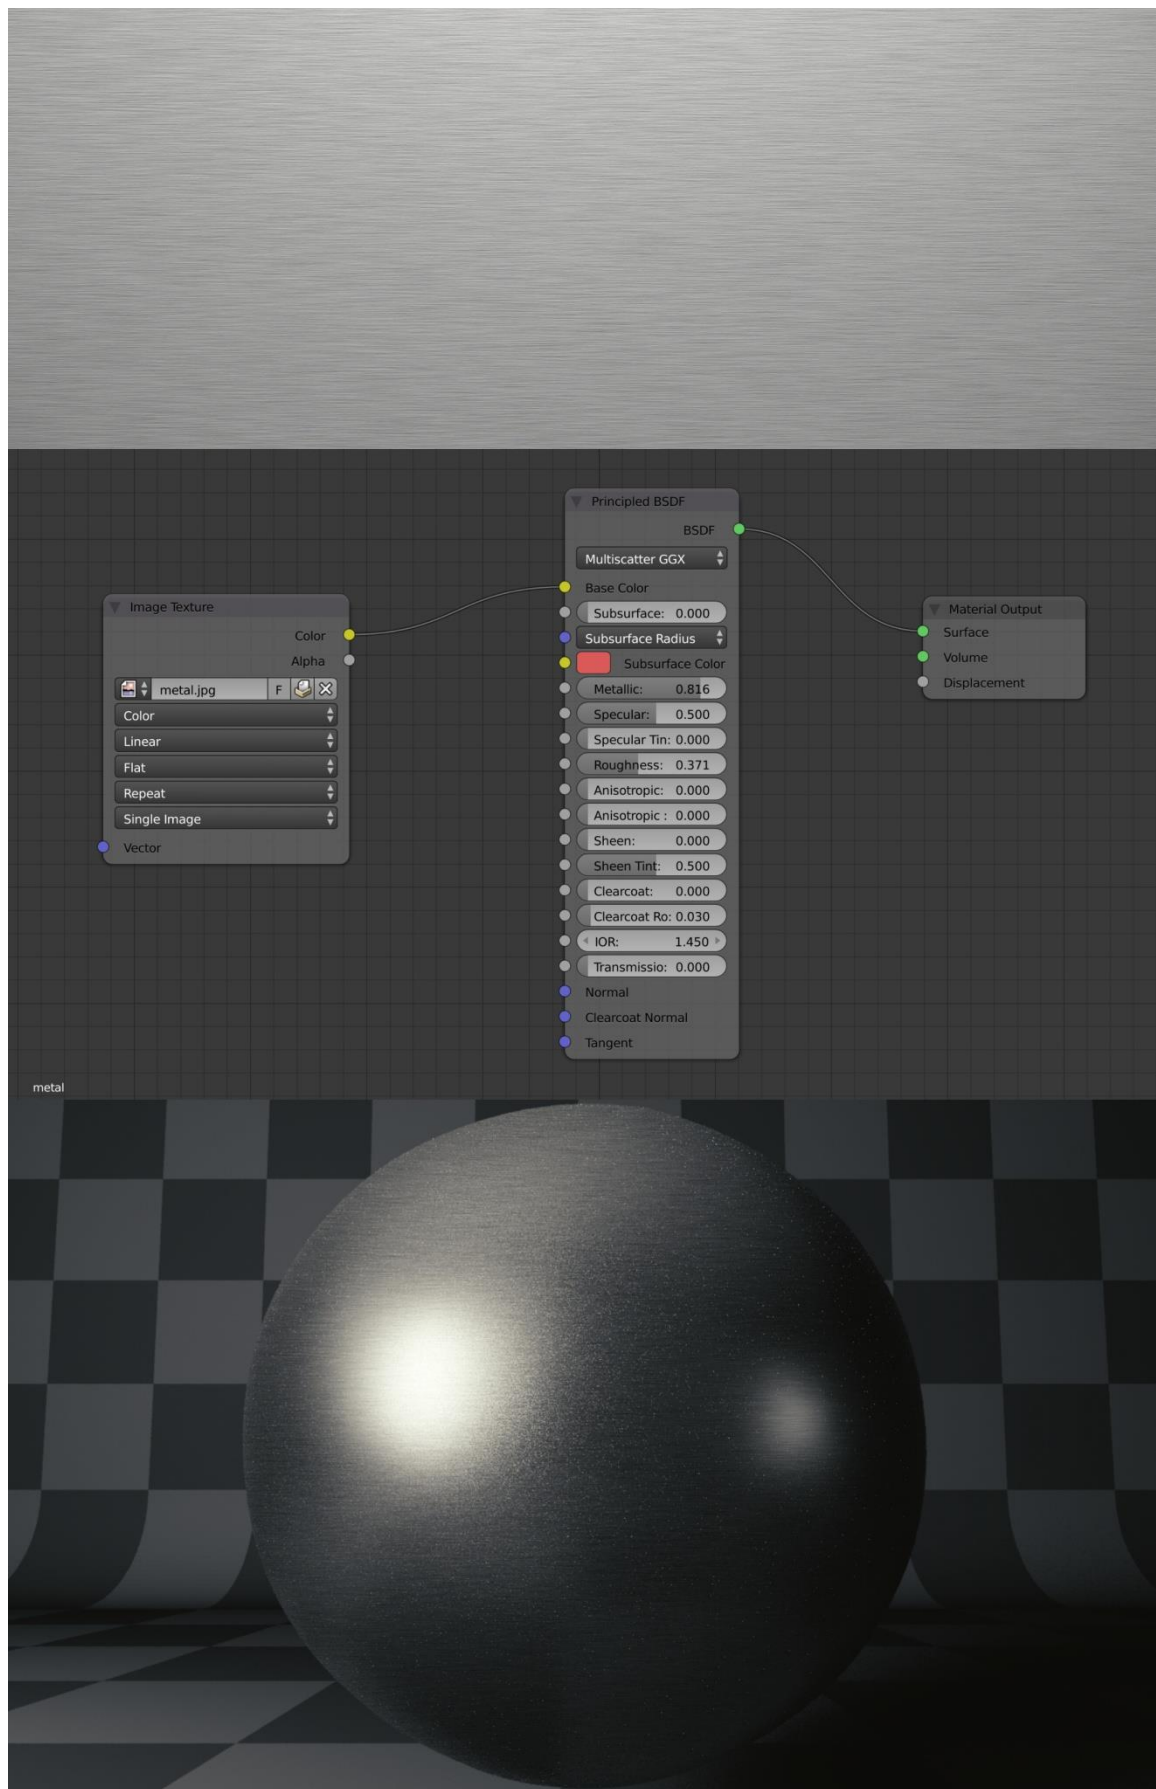 Image Texture
Color
Alpha
metal.jpg F
Color
Linear
Flat
Repeat
Single Image
Vector
Principled BSDF
BSDF
Multiscatter GGX
Base Color
Subsurface: 0.000
Subsurface Radius
Subsurface Color
Metallic: 0.816
Specular: 0.500
Specular Tin: 0.000
Roughness: 0.371
Anisotropic: 0.000
Anisotropic : 0.000
Sheen: 0.000
Sheen Tint: 0.500
Clearcoat: 0.000
Clearcoat Ro: 0.030
IOR: 1.450
Transmissio: 0.000
Normal
Clearcoat Normal
Tangent
Material Output
Surface
Volume
Displacement
metal